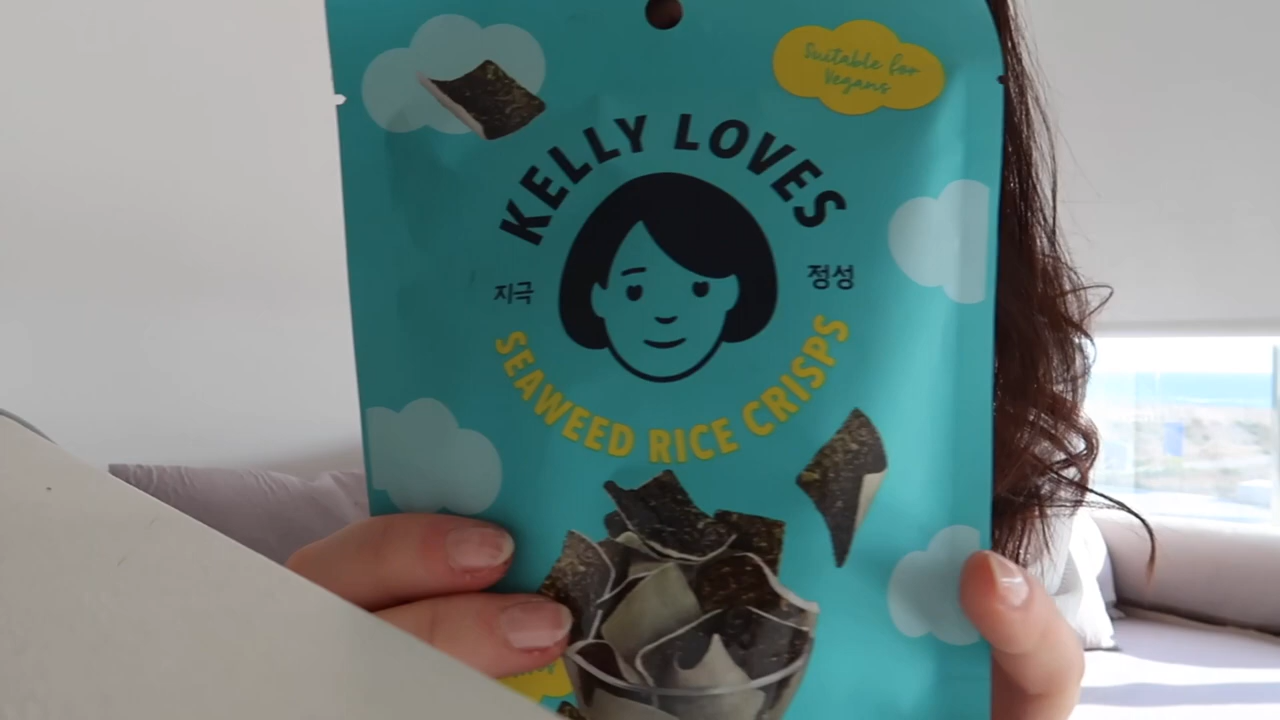 Suitable for
Vegans
KELLY LOVES
지극
정성
SEAWEED RICE CRISPS